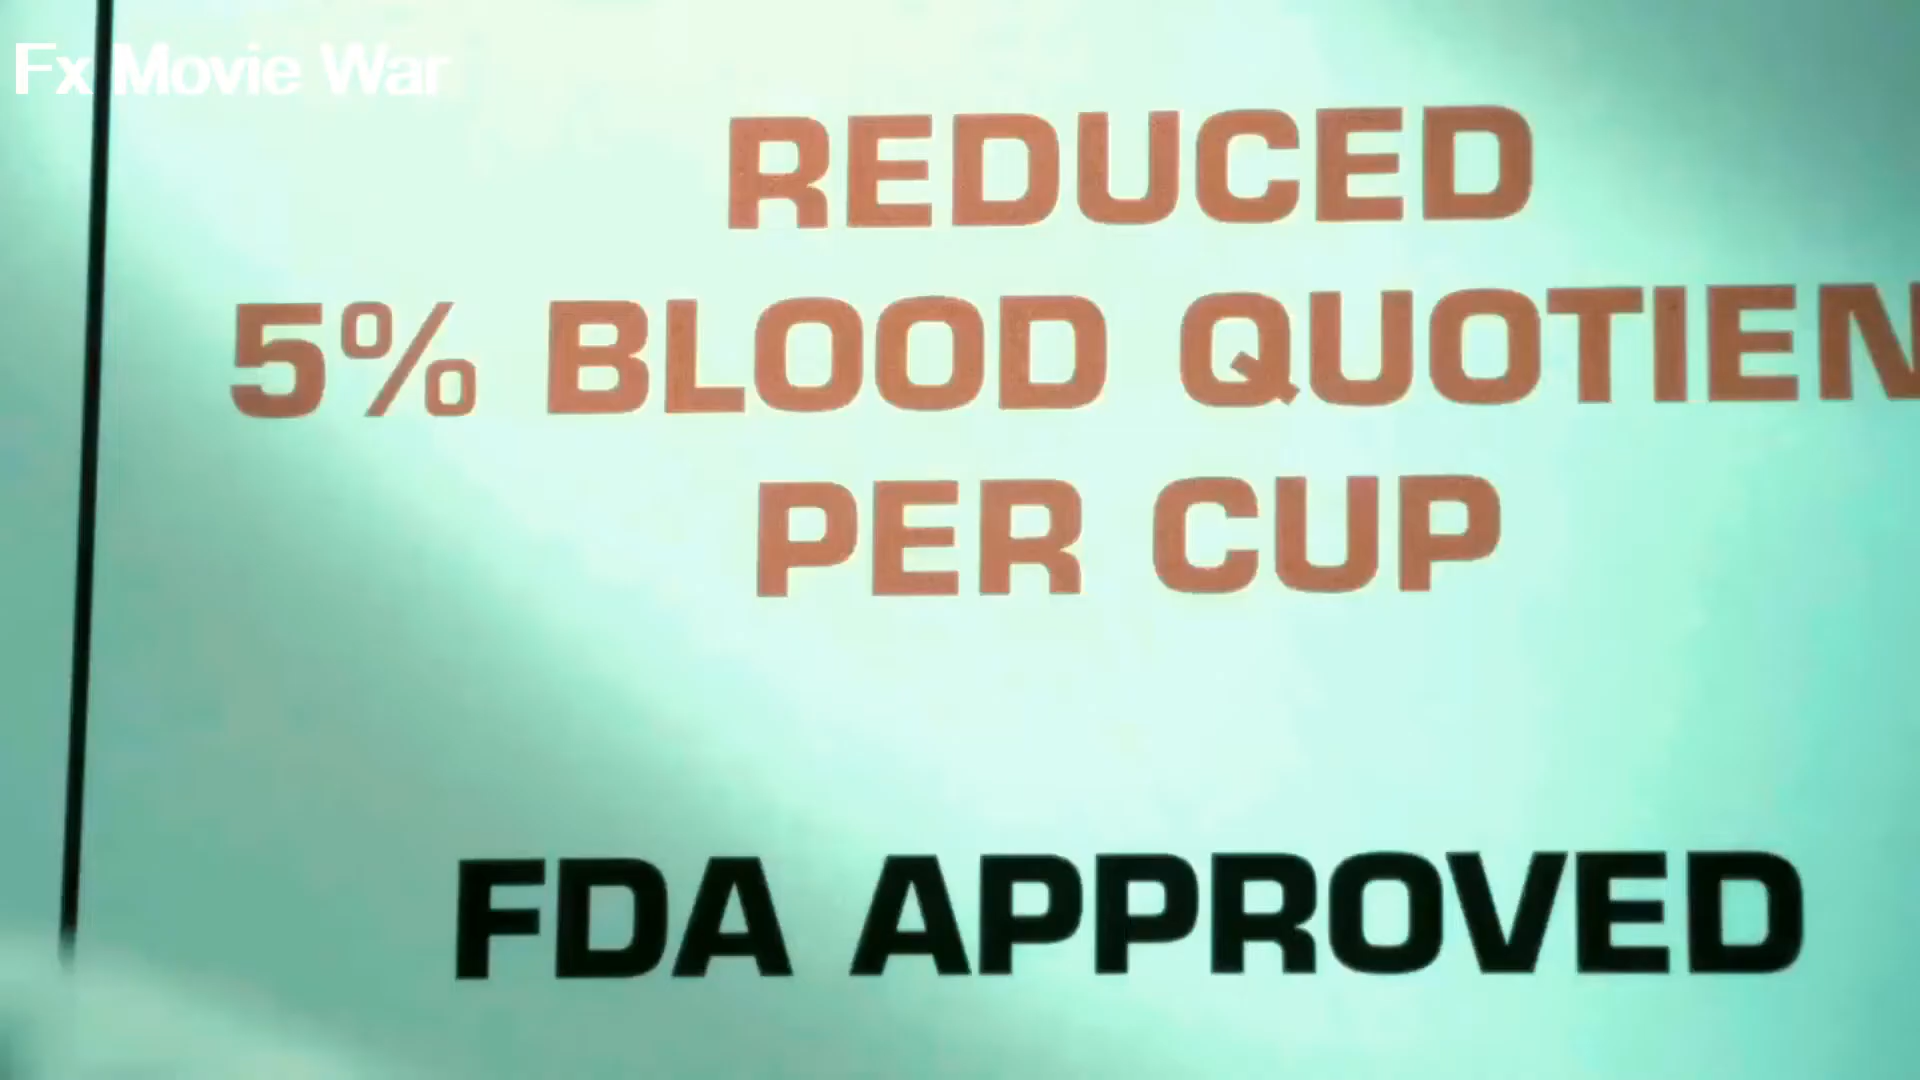 Fx Movie War
REDUCED
5% BLOOD QUOTIEN
PER CUP
FDA APPROVED